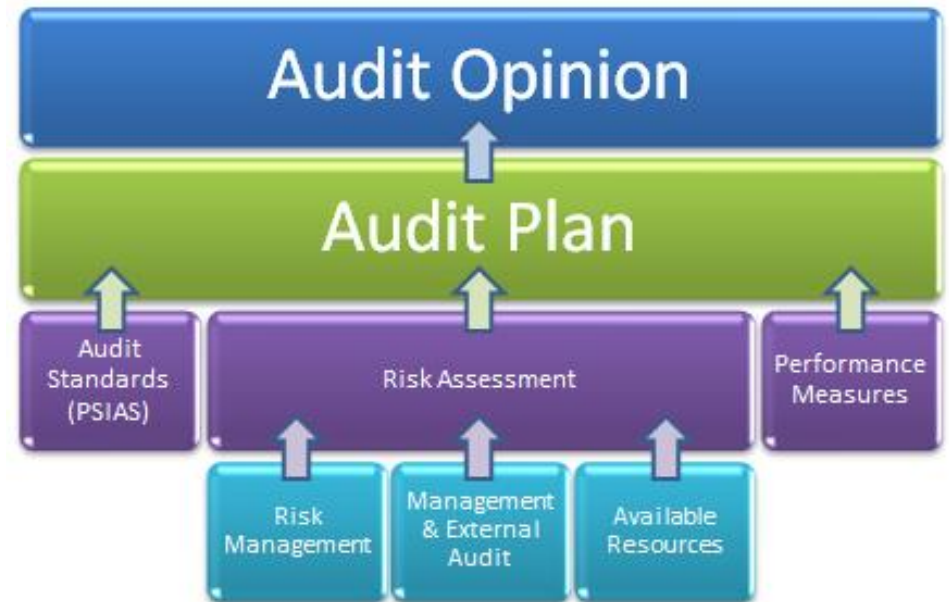 Audit Opinion
Audit Plan
Audit
Standards
(PSIAS)
Risk Assessment
Performance
Measures
Risk
Management
Management
& External
Audit
Available
Resources